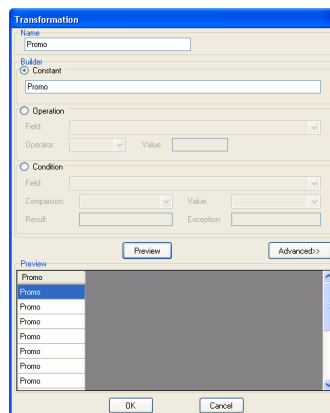 Transformation
Name
Promo
Builder
Constant
Promo
Operation
Field:
Operator: Value:
Condition
Field:
Comparison: Value:
Result: Exception:
Preview Advanced>>
Preview
Promo
Promo
Promo
Promo
Promo
Promo
Promo
Promo
OK Cancel